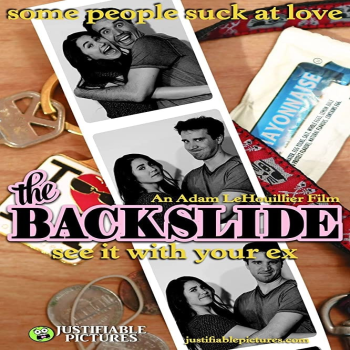 some people suck at love
MAYONNAISE
the
An Adam LeHouillier Film
BACKSLIDE
see it with your ex
JUSTIFIABLE
PICTURES
justifiablepictures.com